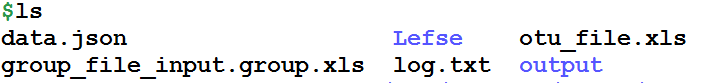 $ls
data.json Lefse otu_file.xls
group_file_input.group.xls log.txt output